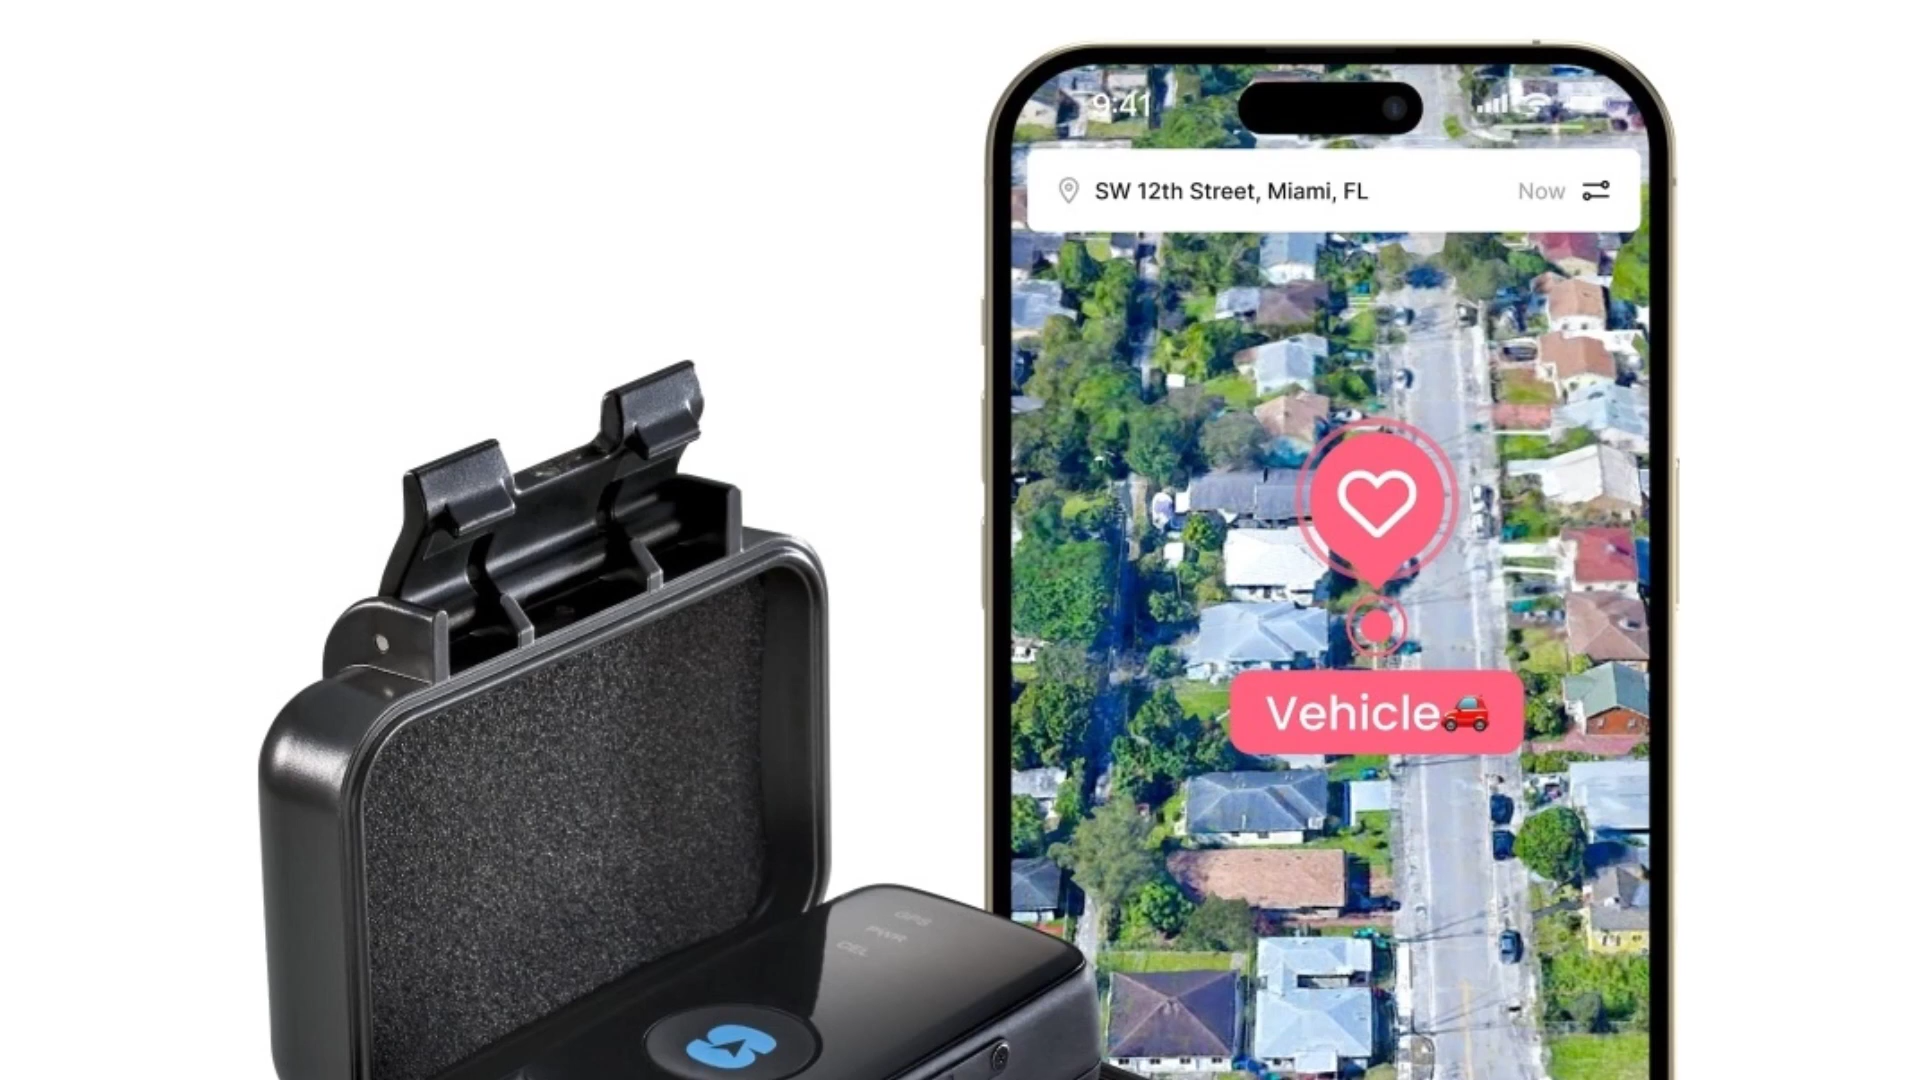 9:41
SW 12th Street, Miami, FL
Now
Vehicle
GPS
PWR
CEL